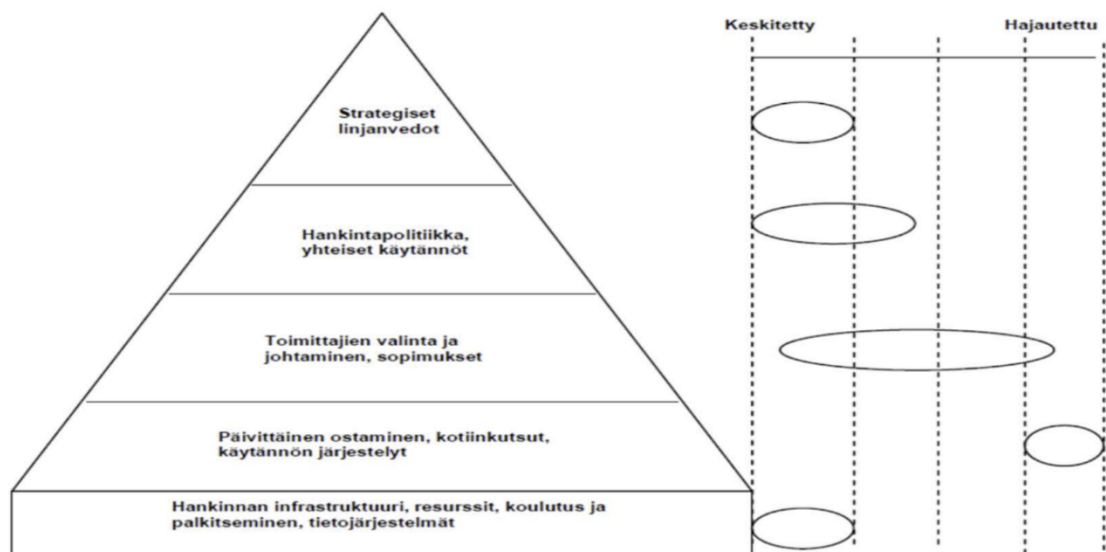 Keskitetty
Hajautettu
Strategiset
linjanvedot
Hankintapolitiikka,
yhteiset käytännöt
Toimittajien valinta ja
johtaminen, sopimukset
Päivittäinen ostaminen, kotiinkutsut,
käytännön järjestelyt
Hankinnan infrastruktuuri, resurssit, koulutus ja
palkitseminen, tietojärjestelmät